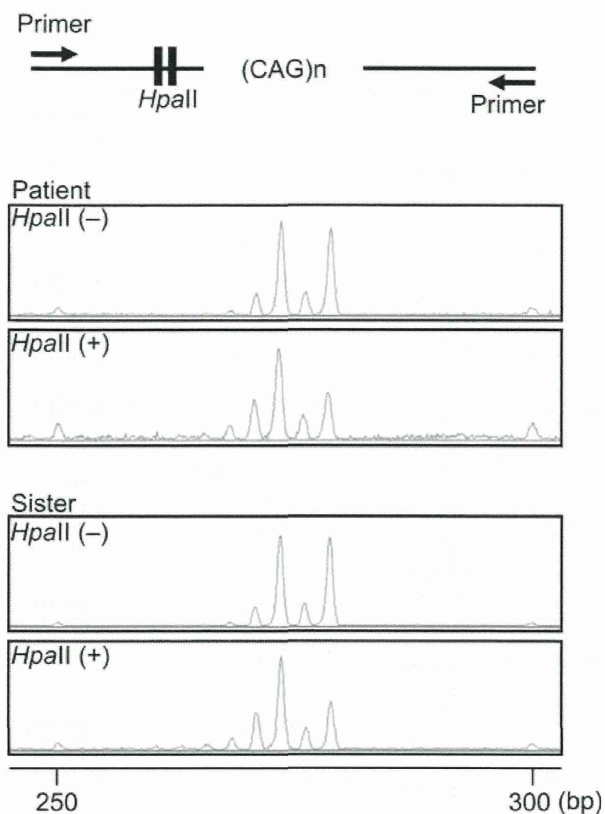 Primer
(CAG)n
HpaII
Primer
Patient
HpaII (–)
HpaII (+)
Sister
HpaII (–)
HpaII (+)
250 300 (bp)